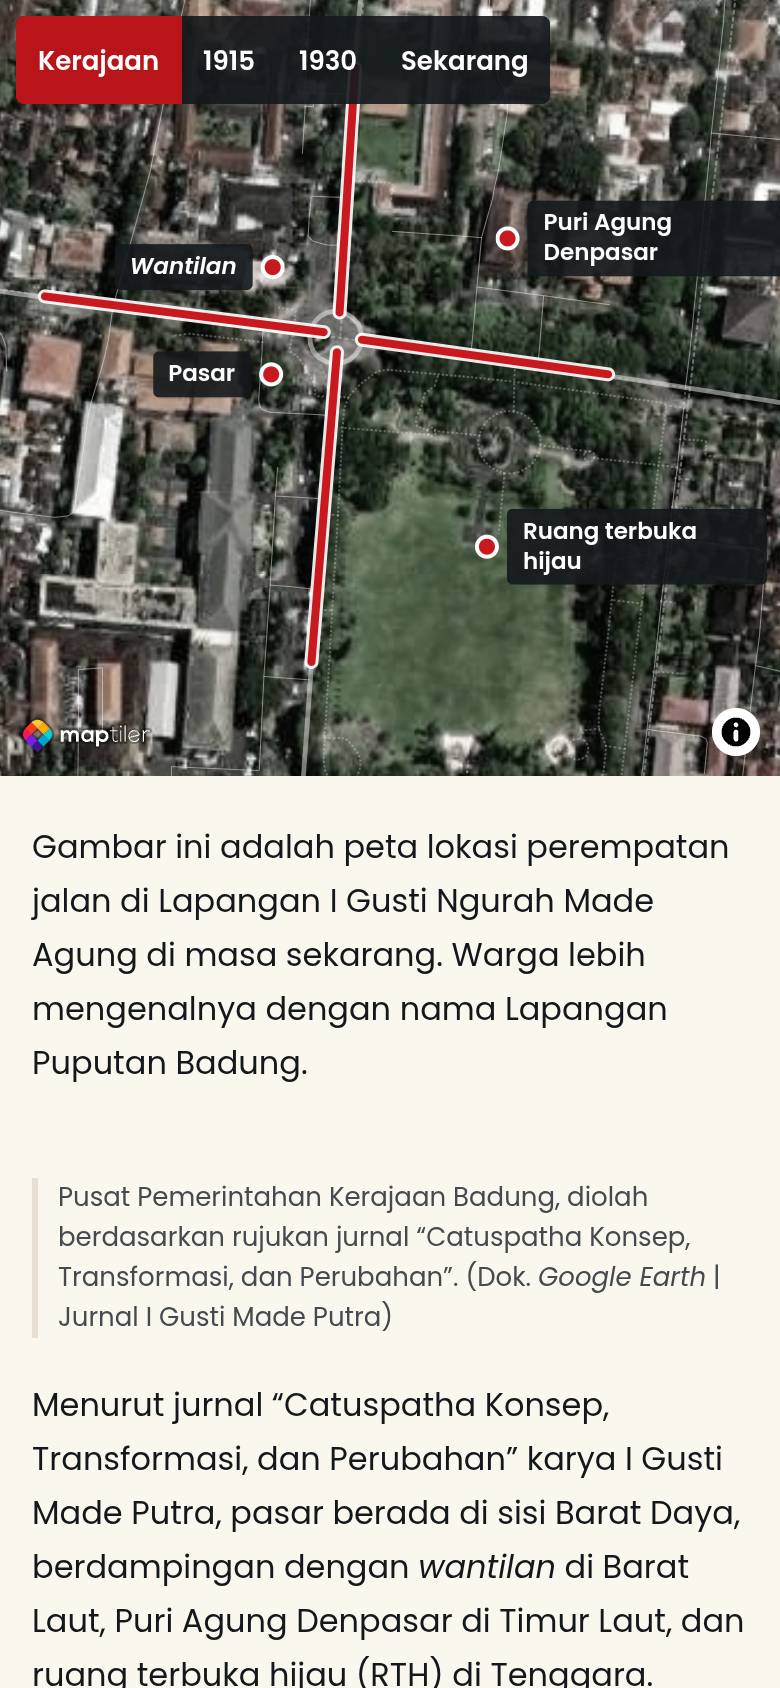 Kerajaan 1915 1930 Sekarang
Puri Agung
Denpasar
Wantilan
Pasar
Ruang terbuka
hijau
maptiler
Gambar ini adalah peta lokasi perempatan
jalan di Lapangan I Gusti Ngurah Made
Agung di masa sekarang. Warga lebih
mengenalnya dengan nama Lapangan
Puputan Badung.
Pusat Pemerintahan Kerajaan Badung, diolah
berdasarkan rujukan jurnal “Catuspatha Konsep,
Transformasi, dan Perubahan”. (Dok. Google Earth |
Jurnal I Gusti Made Putra)
Menurut jurnal “Catuspatha Konsep,
Transformasi, dan Perubahan” karya I Gusti
Made Putra, pasar berada di sisi Barat Daya,
berdampingan dengan wantilan di Barat
Laut, Puri Agung Denpasar di Timur Laut, dan
ruang terbuka hijau (RTH) di Tenggara.